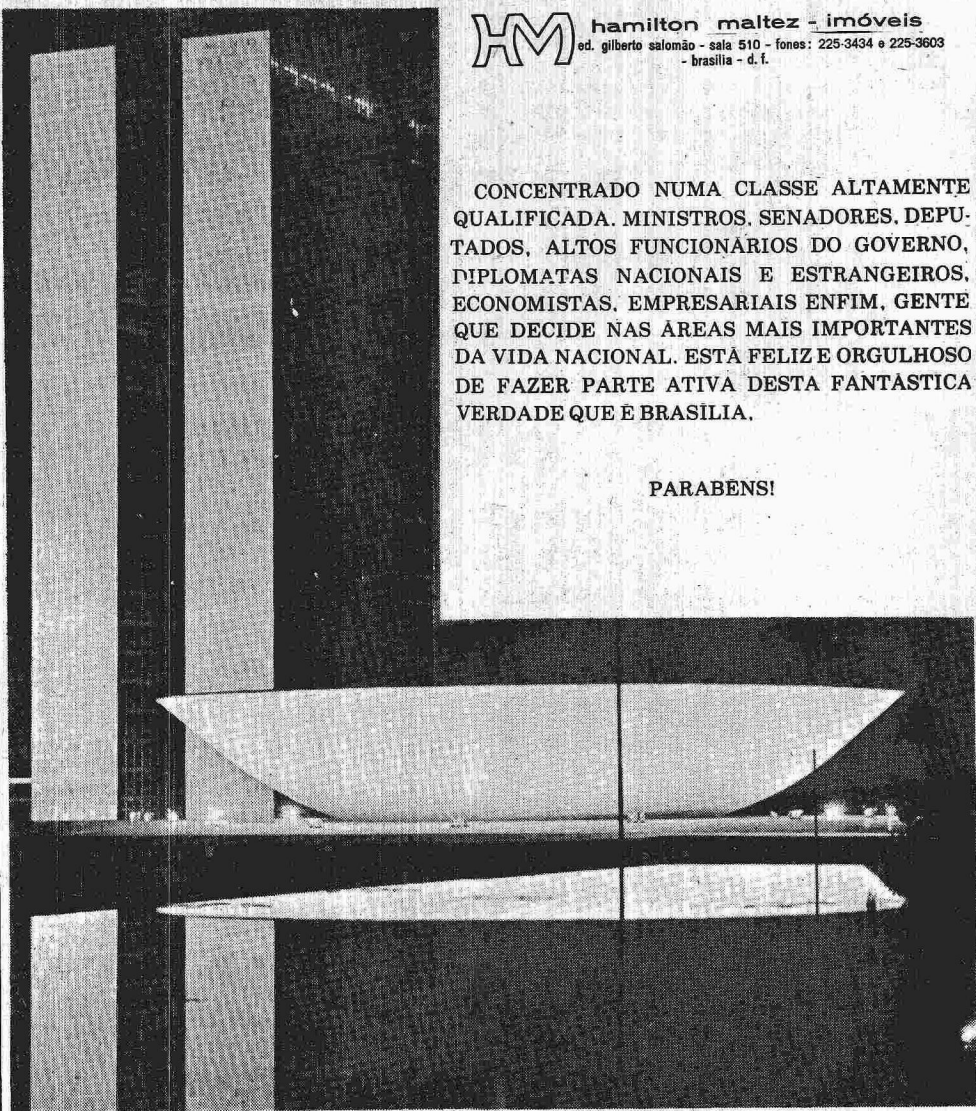 HM hamilton maltez - imóveis
ed. gilberto salomão - sala 510 - fones: 225-3434 e 225-3603
- brasilia - d. f.
CONCENTRADO NUMA CLASSE ALTAMENTE
QUALIFICADA. MINISTROS. SENADORES. DEPU-
TADOS, ALTOS FUNCIONÁRIOS DO GOVERNO,
DIPLOMATAS NACIONAIS E ESTRANGEIROS,
ECONOMISTAS, EMPRESARIAIS ENFIM, GENTE
QUE DECIDE NAS ÁREAS MAIS IMPORTANTES
DA VIDA NACIONAL. ESTÁ FELIZ E ORGULHOSO
DE FAZER PARTE ATIVA DESTA FANTÁSTICA
VERDADE QUE É BRASÍLIA.
PARABÉNS!